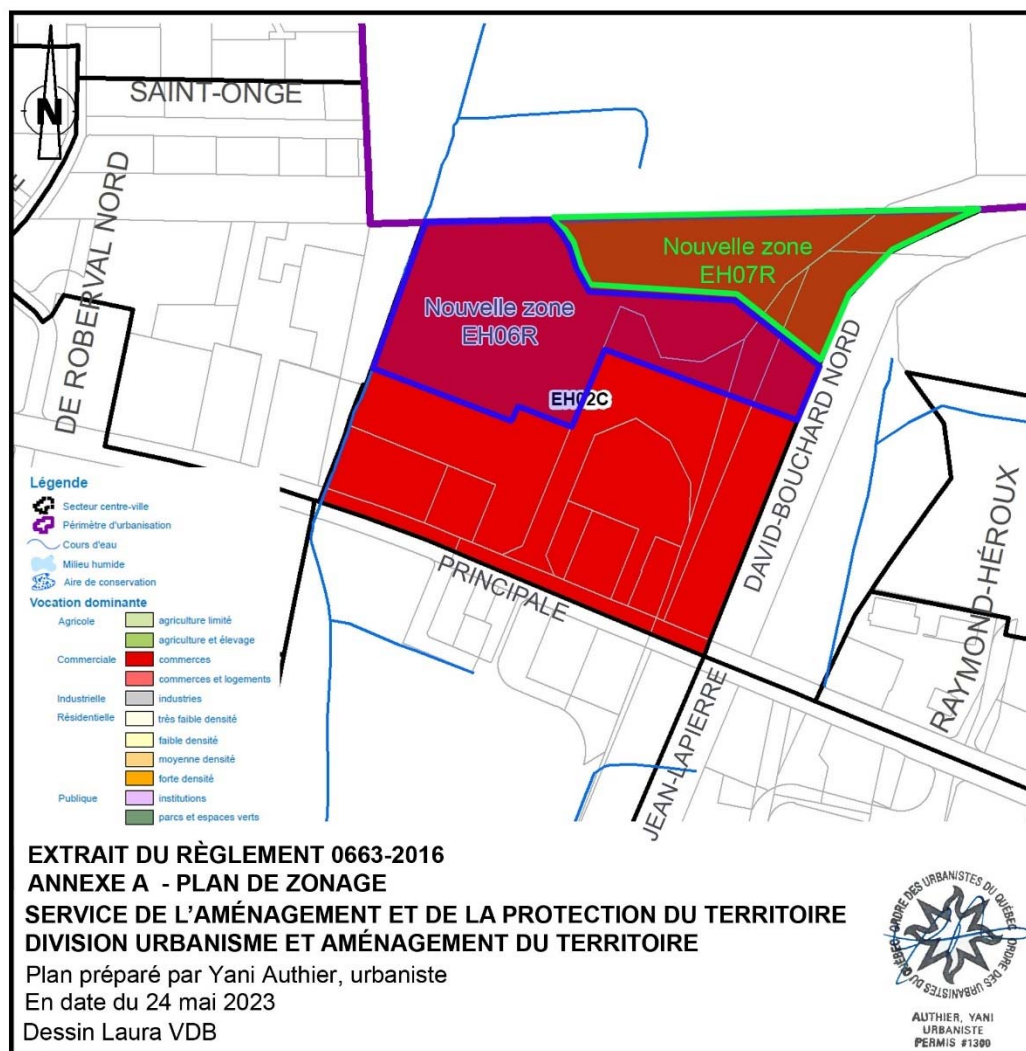 SAINT-ONGE
N
E
DE ROBERVAL NORD
Nouvelle zone
EH07R
Nouvelle zone
EH06R
EH02C
DAVID-BOUCHARD NORD
RAYMOND-HÉROUX
PRINCIPALE
JEAN-LAPIERRE
Légende
Secteur centre-ville
Périmètre d'urbanisation
Cours d'eau
Milieu humide
Aire de conservation
Vocation dominante
Agricole agriculture limité
agriculture et élevage
Commerciale commerces
commerces et logements
Industrielle industries
Résidentielle très faible densité
faible densité
moyenne densité
forte densité
Publique institutions
parcs et espaces verts
EXTRAIT DU RÈGLEMENT 0663-2016
ANNEXE A - PLAN DE ZONAGE
SERVICE DE L'AMÉNAGEMENT ET DE LA PROTECTION DU TERRITOIRE
DIVISION URBANISME ET AMÉNAGEMENT DU TERRITOIRE
Plan préparé par Yani Authier, urbaniste
En date du 24 mai 2023
Dessin Laura VDB
ORDRE DES URBANISTES DU QUÉBEC
ORDRE DES URBANISTES DU QUÉBEC
AUTHIER, YANI
URBANISTE
PERMIS #1300